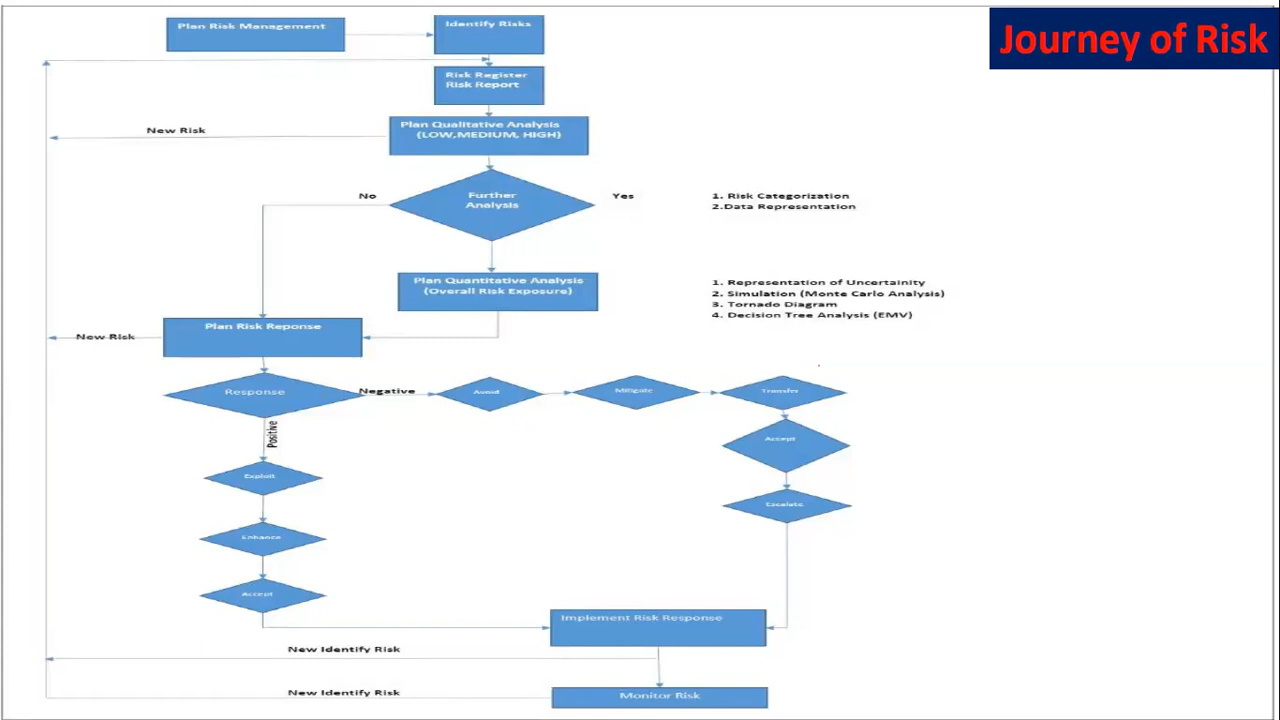 Journey of Risk
Plan Risk Management
Identify Risks
Risk Register
Risk Report
Plan Qualitative Analysis
(LOW,MEDIUM, HIGH)
New Risk
Further
Analysis
No
Yes
1. Risk Categorization
2.Data Representation
Plan Quantitative Analysis
(Overall Risk Exposure)
1. Representation of Uncertainity
2. Simulation (Monte Carlo Analysis)
3. Tornado Diagram
4. Decision Tree Analysis (EMV)
Plan Risk Reponse
New Risk
Response
Negative
Avoid
Mitigate
Transfer
Positive
Accept
Exploit
Escalate
Enhance
Accept
Implement Risk Response
New Identify Risk
New Identify Risk
Monitor Risk